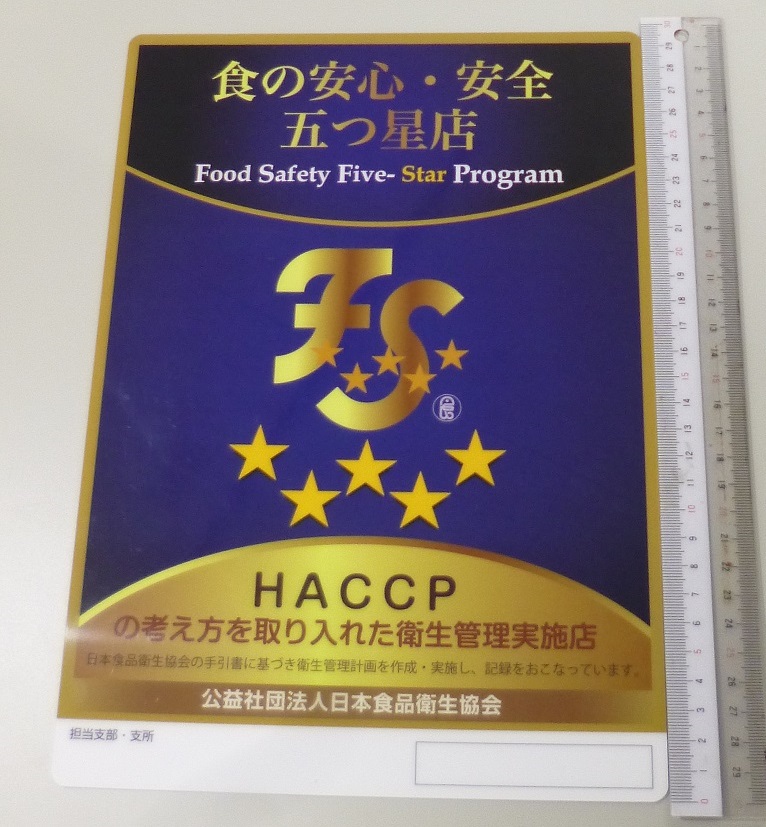 食の安心・安全
五つ星店
Food Safety Five- Star Program
FS
HACCP
の考え方を取り入れた衛生管理実施店
日本食品衛生協会の手引書に基づき衛生管理計画を作成・実施し、記録をおこなっています。
公益社団法人日本食品衛生協会
担当支部・支所